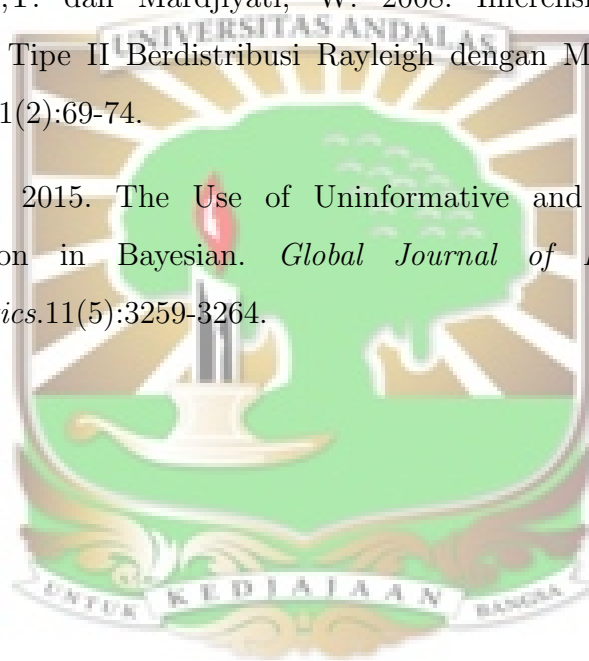 ,T. dan Mardjiyati, W. 2008. Inferensi
UNIVERSITAS ANDALAS
Tipe II Berdistribusi Rayleigh dengan M
1(2):69-74.
2015. The Use of Uninformative and
on in Bayesian. Global Journal of
ics.11(5):3259-3264.
UNTUK KEDJAJAAN BANGSA